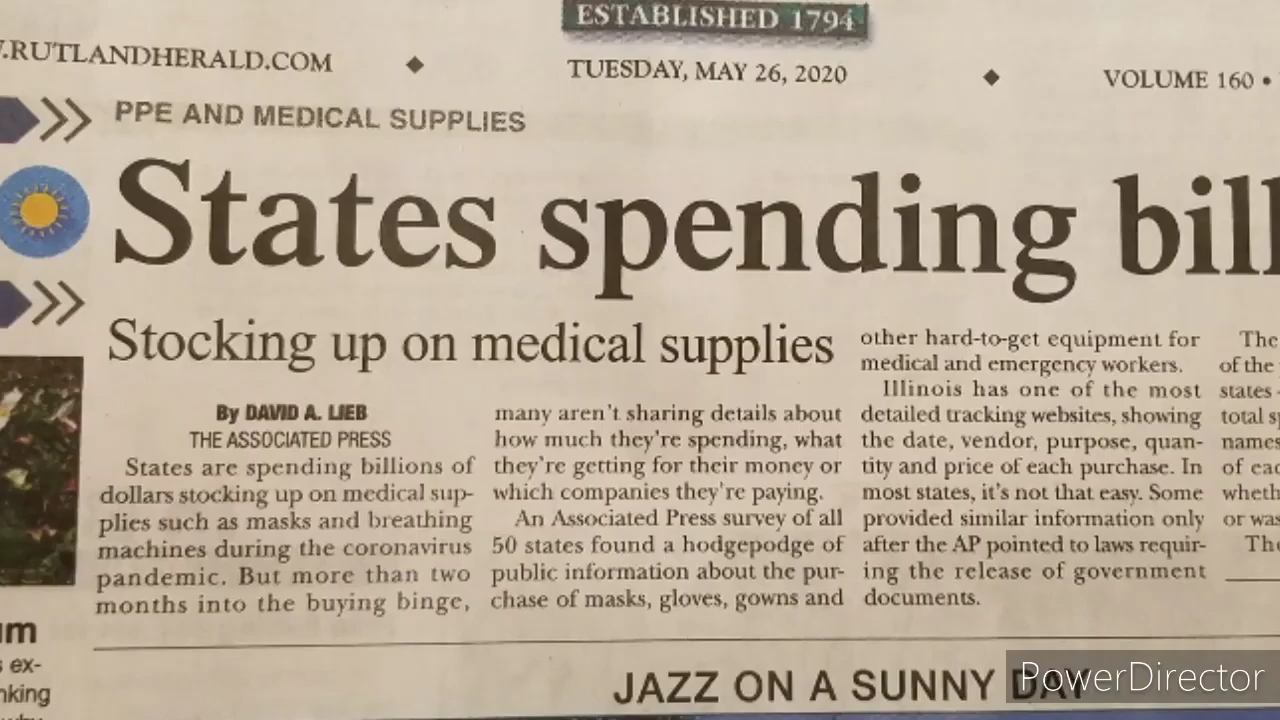 ESTABLISHED 1794
.RUTLANDHERALD.COM ◆ TUESDAY, MAY 26, 2020 ◆ VOLUME 160 •
PPE AND MEDICAL SUPPLIES
States spending bill
Stocking up on medical supplies
By DAVID A. LIEB
THE ASSOCIATED PRESS
States are spending billions of
dollars stocking up on medical sup-
plies such as masks and breathing
machines during the coronavirus
pandemic. But more than two
months into the buying binge,
many aren't sharing details about
how much they're spending, what
they're getting for their money or
which companies they're paying.
An Associated Press survey of all
50 states found a hodgepodge of
public information about the pur-
chase of masks, gloves, gowns and
other hard-to-get equipment for
medical and emergency workers.
Illinois has one of the most
detailed tracking websites, showing
the date, vendor, purpose, quan-
tity and price of each purchase. In
most states, it's not that easy. Some
provided similar information only
after the AP pointed to laws requir-
ing the release of government
documents.
The
of the
states
total
names
of
or
JAZZ ON A SUNNY DAY
PowerDirector